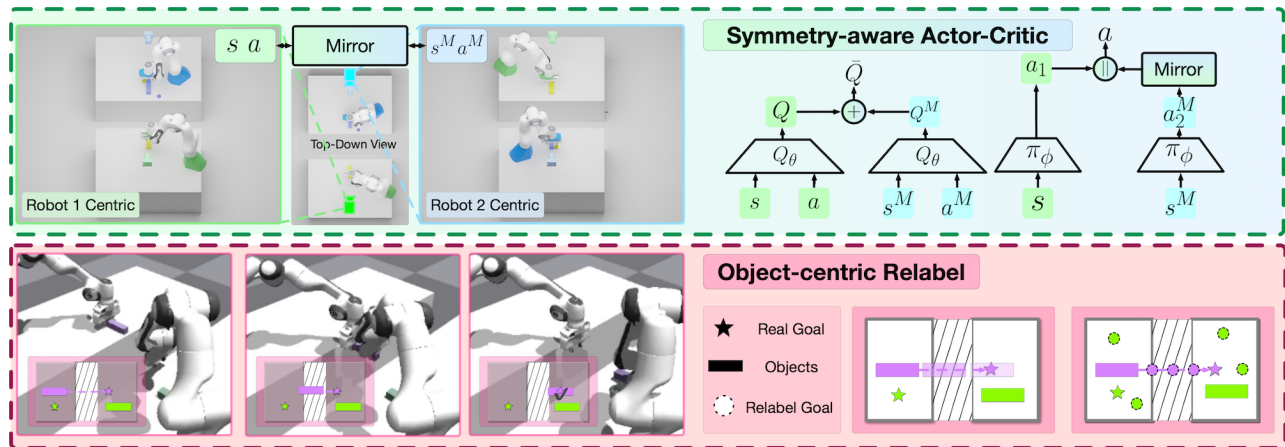 s a
Mirror
s^M a^M
Top-Down View
Robot 1 Centric
Robot 2 Centric
Symmetry-aware Actor-Critic
Q̄
Q
+
Q^M
Q_θ
Q_θ
s
a
s^M
a^M
a
a_1
||
Mirror
a_2^M
π_ϕ
π_ϕ
s
s^M
Object-centric Relabel
Real Goal
Objects
Relabel Goal